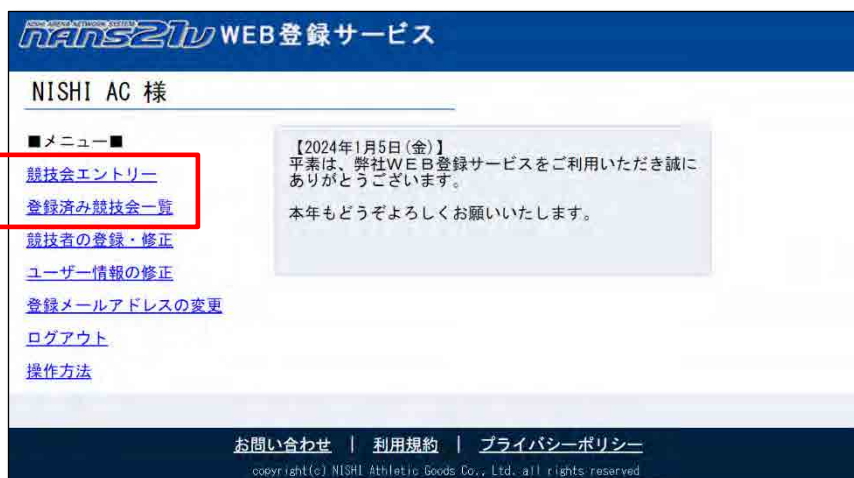 NISHI ARENA NETWORK SYSTEM
nans21V WEB登録サービス
NISHI AC 様
■メニュー■
競技会エントリー
登録済み競技会一覧
競技者の登録・修正
ユーザー情報の修正
登録メールアドレスの変更
ログアウト
操作方法
【2024年1月5日(金)】
平素は、弊社WEB登録サービスをご利用いただき誠に
ありがとうございます。
本年もどうぞよろしくお願いいたします。
お問い合わせ | 利用規約 | プライバシーポリシー
copyright(c) NISHI Athletic Goods Co., Ltd. all rights reserved